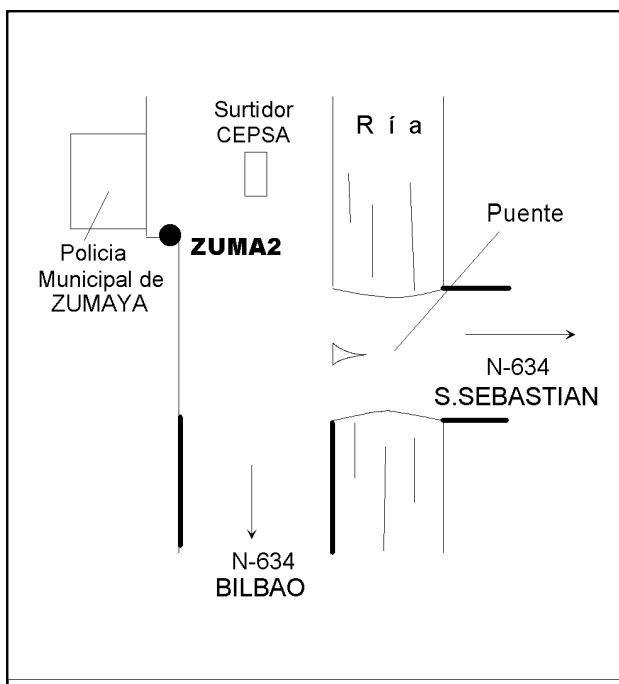 Surtidor
CEPSA
R í a
Puente
ZUMA2
Policia
Municipal de
ZUMAYA
N-634
S.SEBASTIAN
N-634
BILBAO